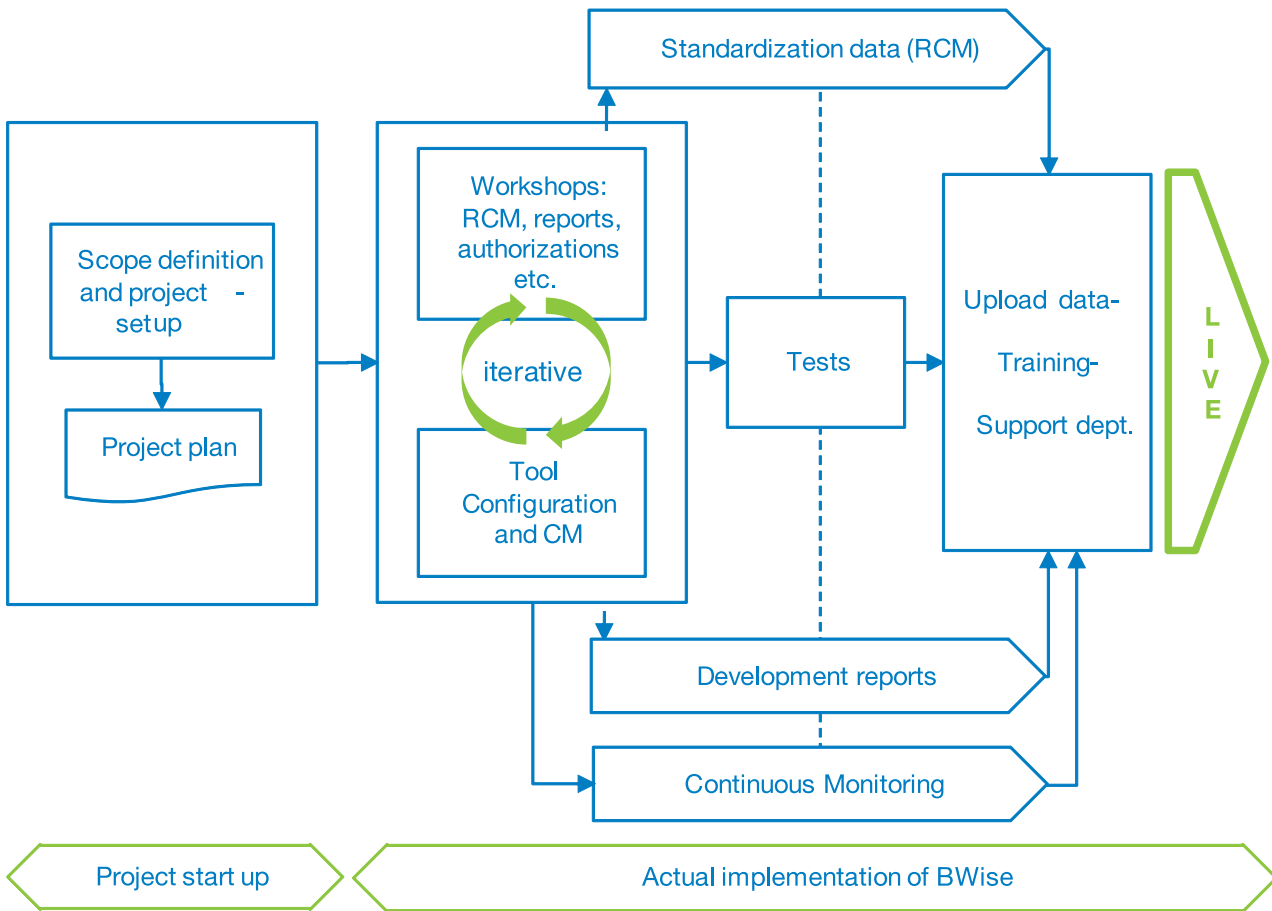 Standardization data (RCM)
Scope definition
and project -
setup
Project plan
Workshops:
RCM, reports,
authorizations
etc.
iterative
Tool
Configuration
and CM
Tests
Upload data-
Training-
Support dept.
L
I
V
E
Development reports
Continuous Monitoring
Project start up
Actual implementation of BWise